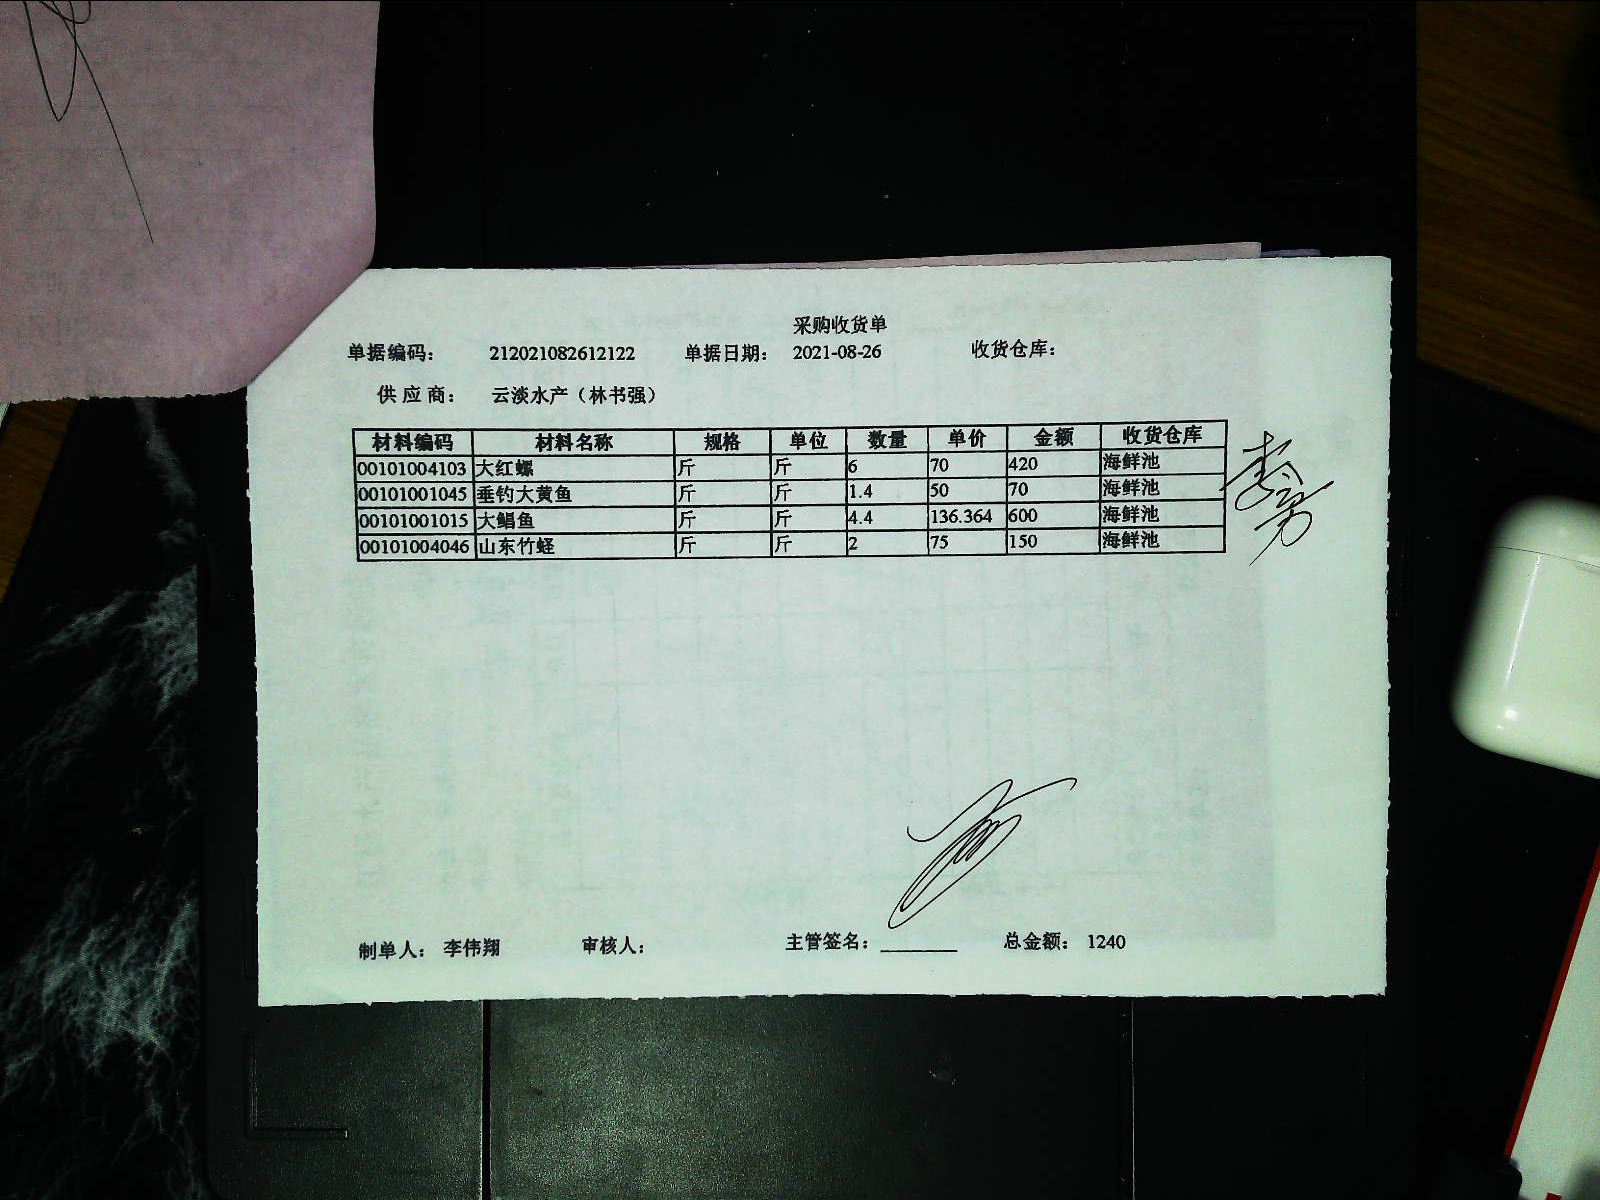 采购收货单
单据编码： 212021082612122 单据日期： 2021-08-26 收货仓库：
供 应 商： 云淡水产（林书强）
材料编码 材料名称 规格 单位 数量 单价 金额 收货仓库
00101004103 大红螺 斤 斤 6 70 420 海鲜池
00101001045 垂钓大黄鱼 斤 斤 1.4 50 70 海鲜池
00101001015 大鲳鱼 斤 斤 4.4 136.364 600 海鲜池
00101004046 山东竹蛏 斤 斤 2 75 150 海鲜池
制单人： 李伟翔 审核人： 主管签名： 总金额： 1240